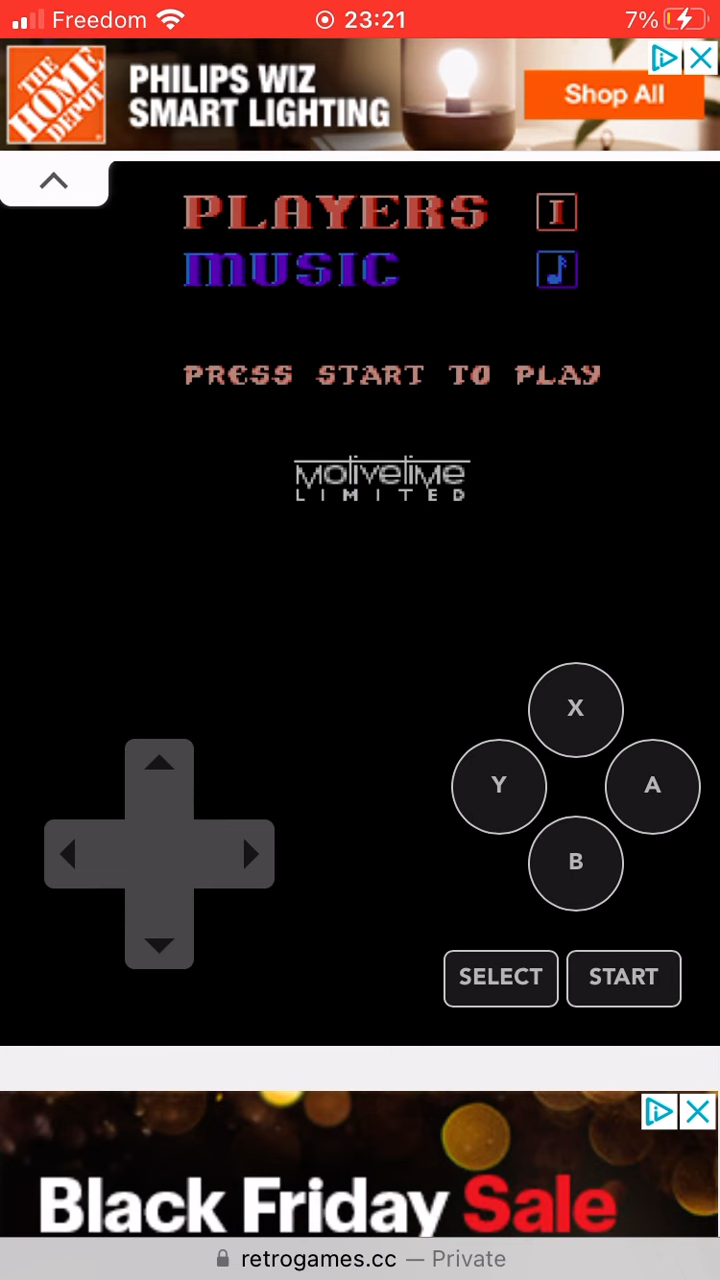 Freedom 23:21 7%
THE HOME DEPOT
PHILIPS WIZ
SMART LIGHTING
Shop All
PLAYERS I
MUSIC
PRESS START TO PLAY
motivetime
LIMITED
X
Y A
B
SELECT START
Black Friday Sale
retrogames.cc — Private